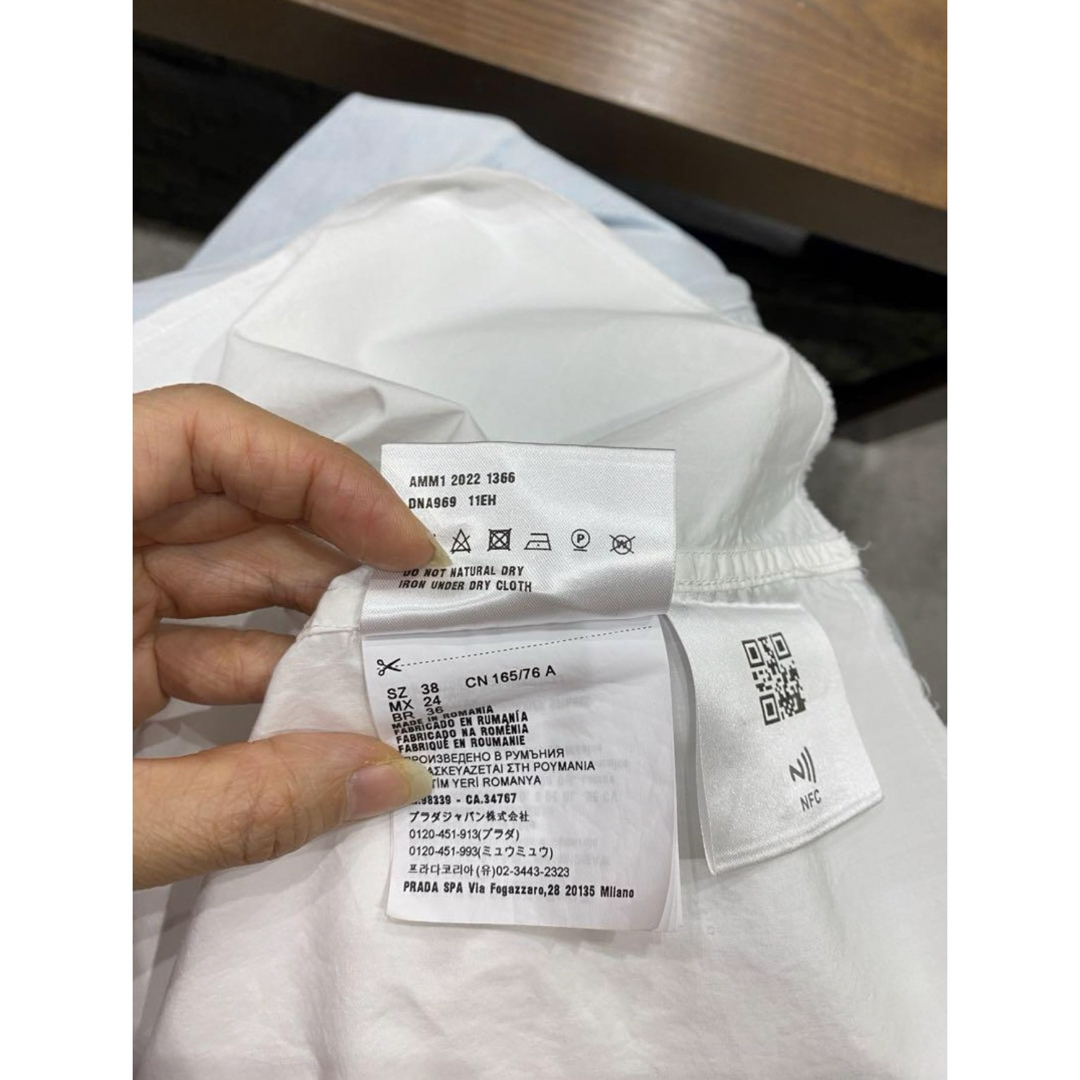 AMM1 2022 1366
DNA969 11EH
P
W
DO NOT NATURAL DRY
IRON UNDER DRY CLOTH
SZ 38 CN 165/76 A
MX 24
BR 36
MADE IN ROMANIA
FABRICADO EN RUMANÍA
FABRICADO NA ROMÊNIA
FABRIQUÉ EN ROUMANIE
ПРОИЗВЕДЕНО В РУМЪНИЯ
ΑΣΚΕΥΑΖΕΤΑΙ ΣΤΗ ΡΟΥΜΑΝΙΑ
TİM YERİ ROMANYA
.98339 - CA.34767
プラダジャパン株式会社
0120-451-913(プラダ)
0120-451-993(ミュウミュウ)
프라다코리아 (유)02-3443-2323
PRADA SPA Via Fogazzaro,28 20135 Milano
NFC